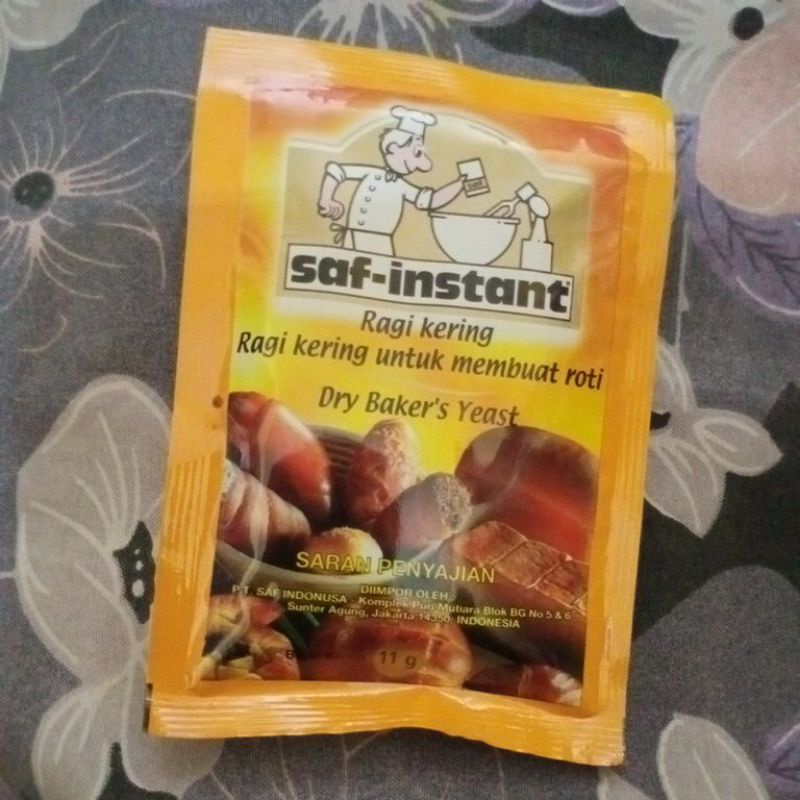 saf
saf-instant
Ragi kering
Ragi kering untuk membuat roti
Dry Baker's Yeast
SARAN PENYAJIAN
DIIMPOR OLEH :
P.T. SAF INDONUSA - Komplek Puri Mutiara Blok BG No 5 & 6
Sunter Agung, Jakarta 14350, INDONESIA
11 g